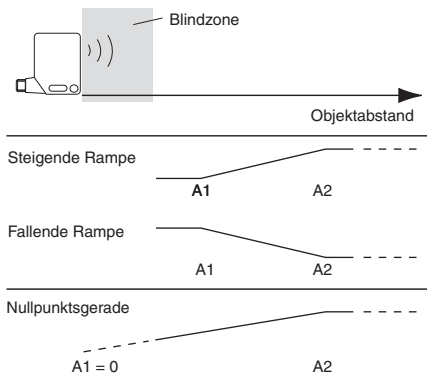 Blindzone
Objektabstand
Steigende Rampe
A1 A2
Fallende Rampe
A1 A2
Nullpunktsgerade
A1 = 0 A2